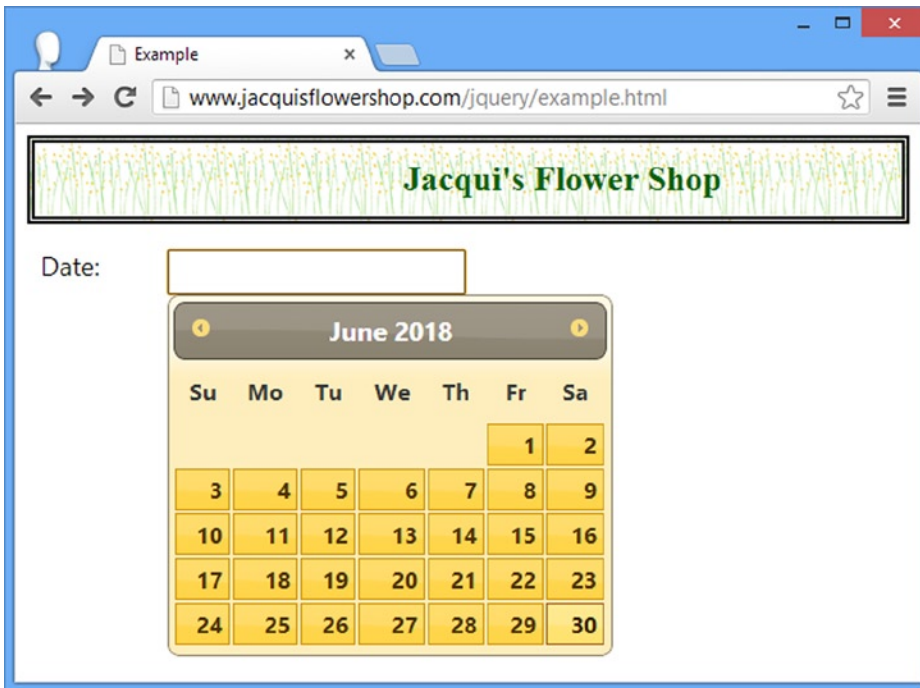 Example
www.jacquisflowershop.com/jquery/example.html
Jacqui's Flower Shop
Date:
June 2018
Su Mo Tu We Th Fr Sa
1 2
3 4 5 6 7 8 9
10 11 12 13 14 15 16
17 18 19 20 21 22 23
24 25 26 27 28 29 30